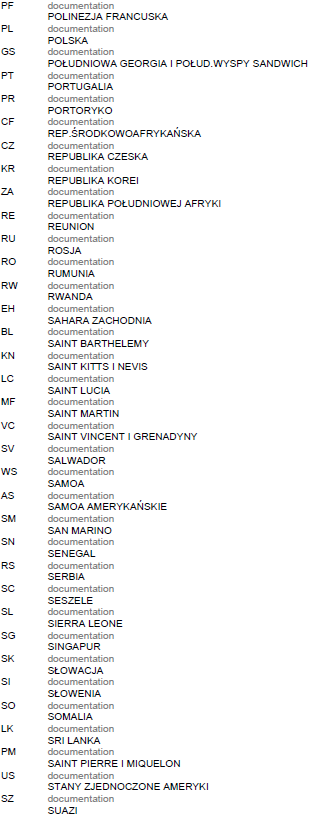 PF documentation
POLINEZJA FRANCUSKA
PL documentation
POLSKA
GS documentation
POŁUDNIOWA GEORGIA I POŁUD.WYSPY SANDWICH
PT documentation
PORTUGALIA
PR documentation
PORTORYKO
CF documentation
REP.ŚRODKOWOAFRYKAŃSKA
CZ documentation
REPUBLIKA CZESKA
KR documentation
REPUBLIKA KOREI
ZA documentation
REPUBLIKA POŁUDNIOWEJ AFRYKI
RE documentation
REUNION
RU documentation
ROSJA
RO documentation
RUMUNIA
RW documentation
RWANDA
EH documentation
SAHARA ZACHODNIA
BL documentation
SAINT BARTHELEMY
KN documentation
SAINT KITTS I NEVIS
LC documentation
SAINT LUCIA
MF documentation
SAINT MARTIN
VC documentation
SAINT VINCENT I GRENADYNY
SV documentation
SALWADOR
WS documentation
SAMOA
AS documentation
SAMOA AMERYKAŃSKIE
SM documentation
SAN MARINO
SN documentation
SENEGAL
RS documentation
SERBIA
SC documentation
SESZELE
SL documentation
SIERRA LEONE
SG documentation
SINGAPUR
SK documentation
SŁOWACJA
SI documentation
SŁOWENIA
SO documentation
SOMALIA
LK documentation
SRI LANKA
PM documentation
SAINT PIERRE I MIQUELON
US documentation
STANY ZJEDNOCZONE AMERYKI
SZ documentation
SUAZI